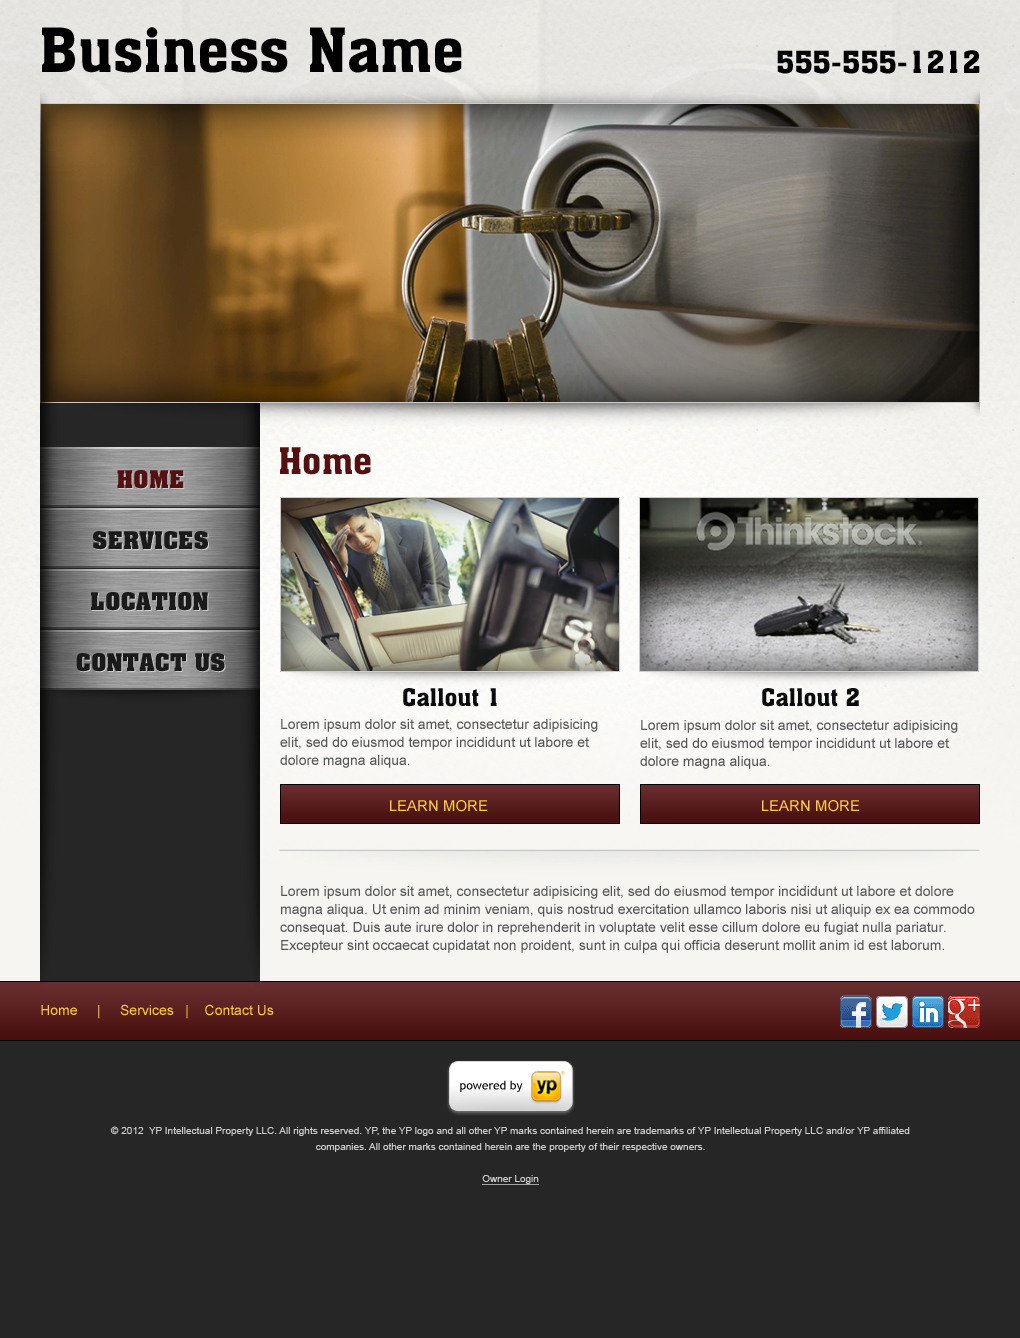 Business Name
555-555-1212
HOME
SERVICES
LOCATION
CONTACT US
Home
Thinkstock
Callout 1
Lorem ipsum dolor sit amet, consectetur adipisicing
elit, sed do eiusmod tempor incididunt ut labore et
dolore magna aliqua.
LEARN MORE
Callout 2
Lorem ipsum dolor sit amet, consectetur adipisicing
elit, sed do eiusmod tempor incididunt ut labore et
dolore magna aliqua.
LEARN MORE
Lorem ipsum dolor sit amet, consectetur adipisicing elit, sed do eiusmod tempor incididunt ut labore et dolore
magna aliqua. Ut enim ad minim veniam, quis nostrud exercitation ullamco laboris nisi ut aliquip ex ea commodo
consequat. Duis aute irure dolor in reprehenderit in voluptate velit esse cillum dolore eu fugiat nulla pariatur.
Excepteur sint occaecat cupidatat non proident, sunt in culpa qui officia deserunt mollit anim id est laborum.
Home | Services | Contact Us
f in g+
powered by yp
© 2012 YP Intellectual Property LLC. All rights reserved. YP, the YP logo and all other YP marks contained herein are trademarks of YP Intellectual Property LLC and/or YP affiliated
companies. All other marks contained herein are the property of their respective owners.
Owner Login